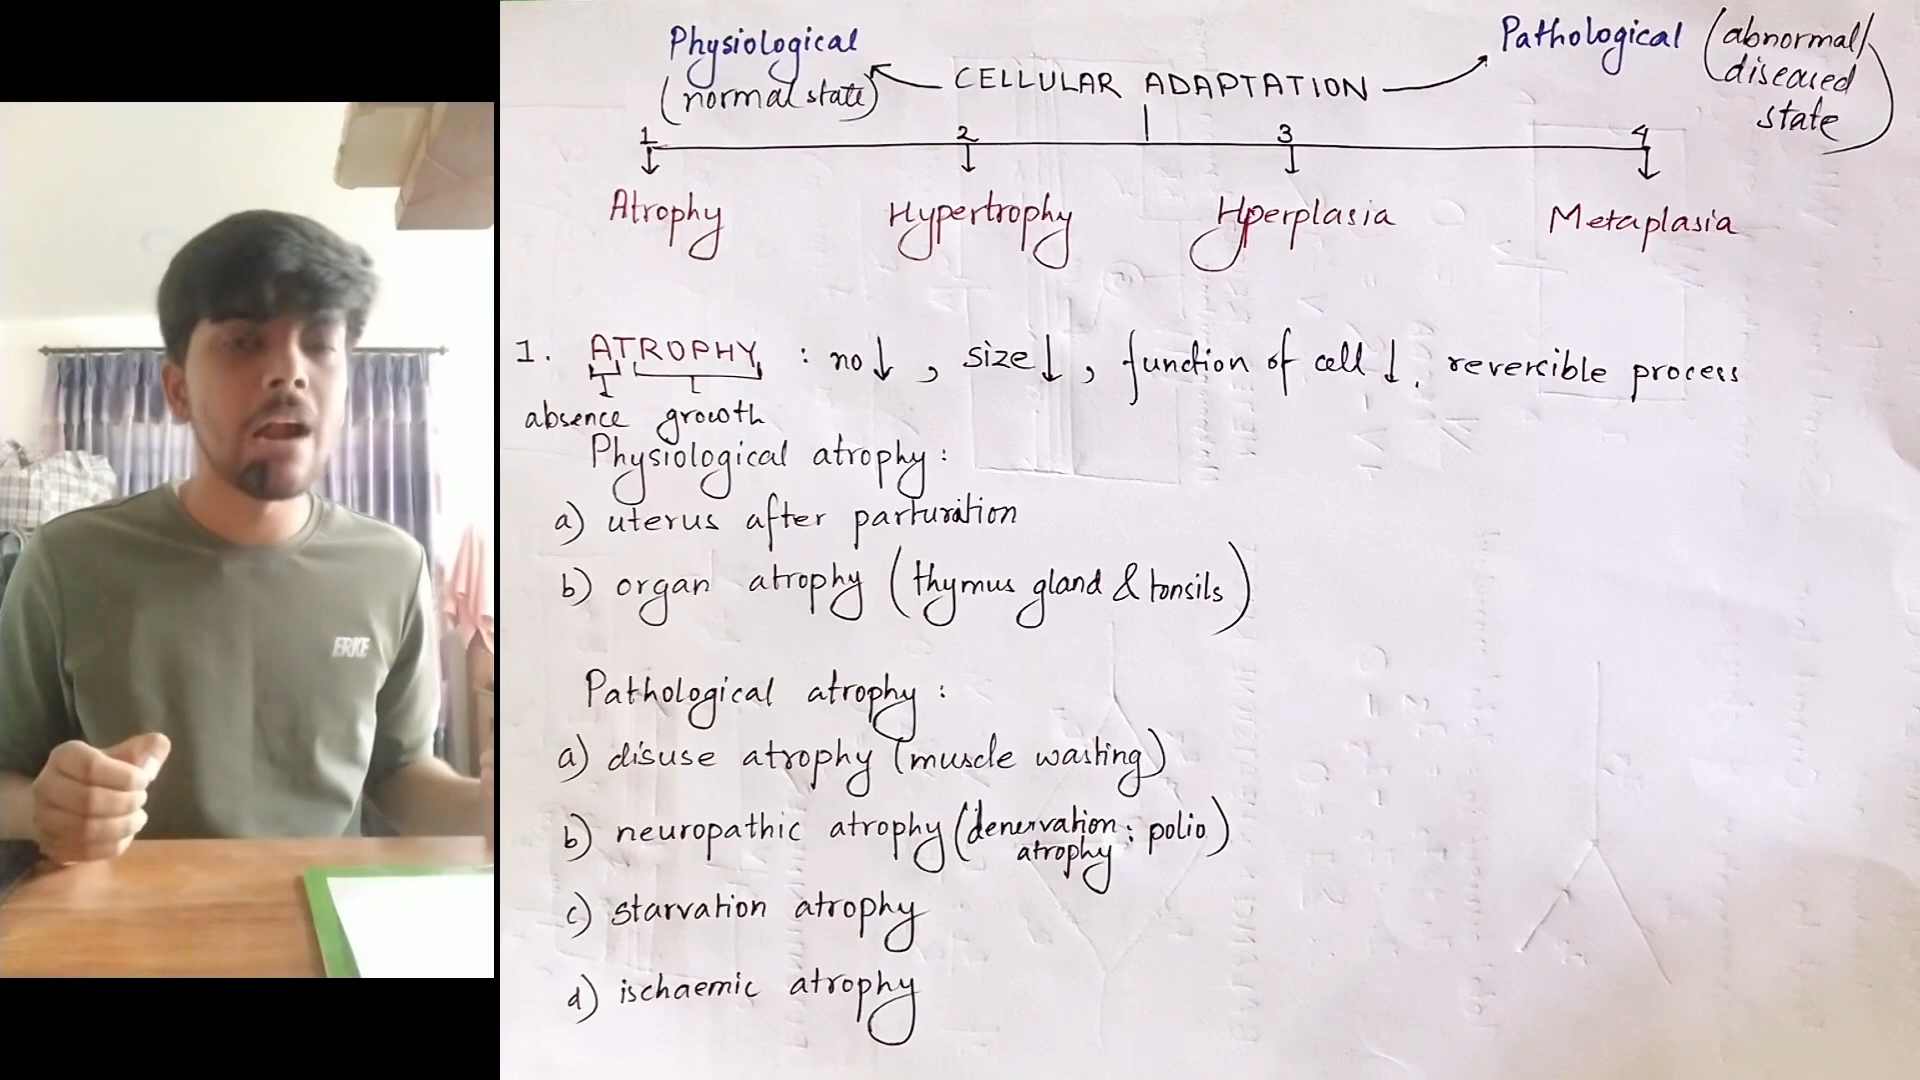 Physiological
(normal state)
CELLULAR ADAPTATION
Pathological (abnormal/
diseased
state)
1 2 3 4
Atrophy Hypertrophy Hperplasia Metaplasia
1. ATROPHY : no↓, size↓, function of cell↓. reversible process
absence growth
Physiological atrophy:
a) uterus after parturition
b) organ atrophy (thymus gland & tonsils)
Pathological atrophy:
a) disuse atrophy (muscle wasting)
b) neuropathic atrophy (denervation : polio)
atrophy
c) starvation atrophy
d) ischaemic atrophy